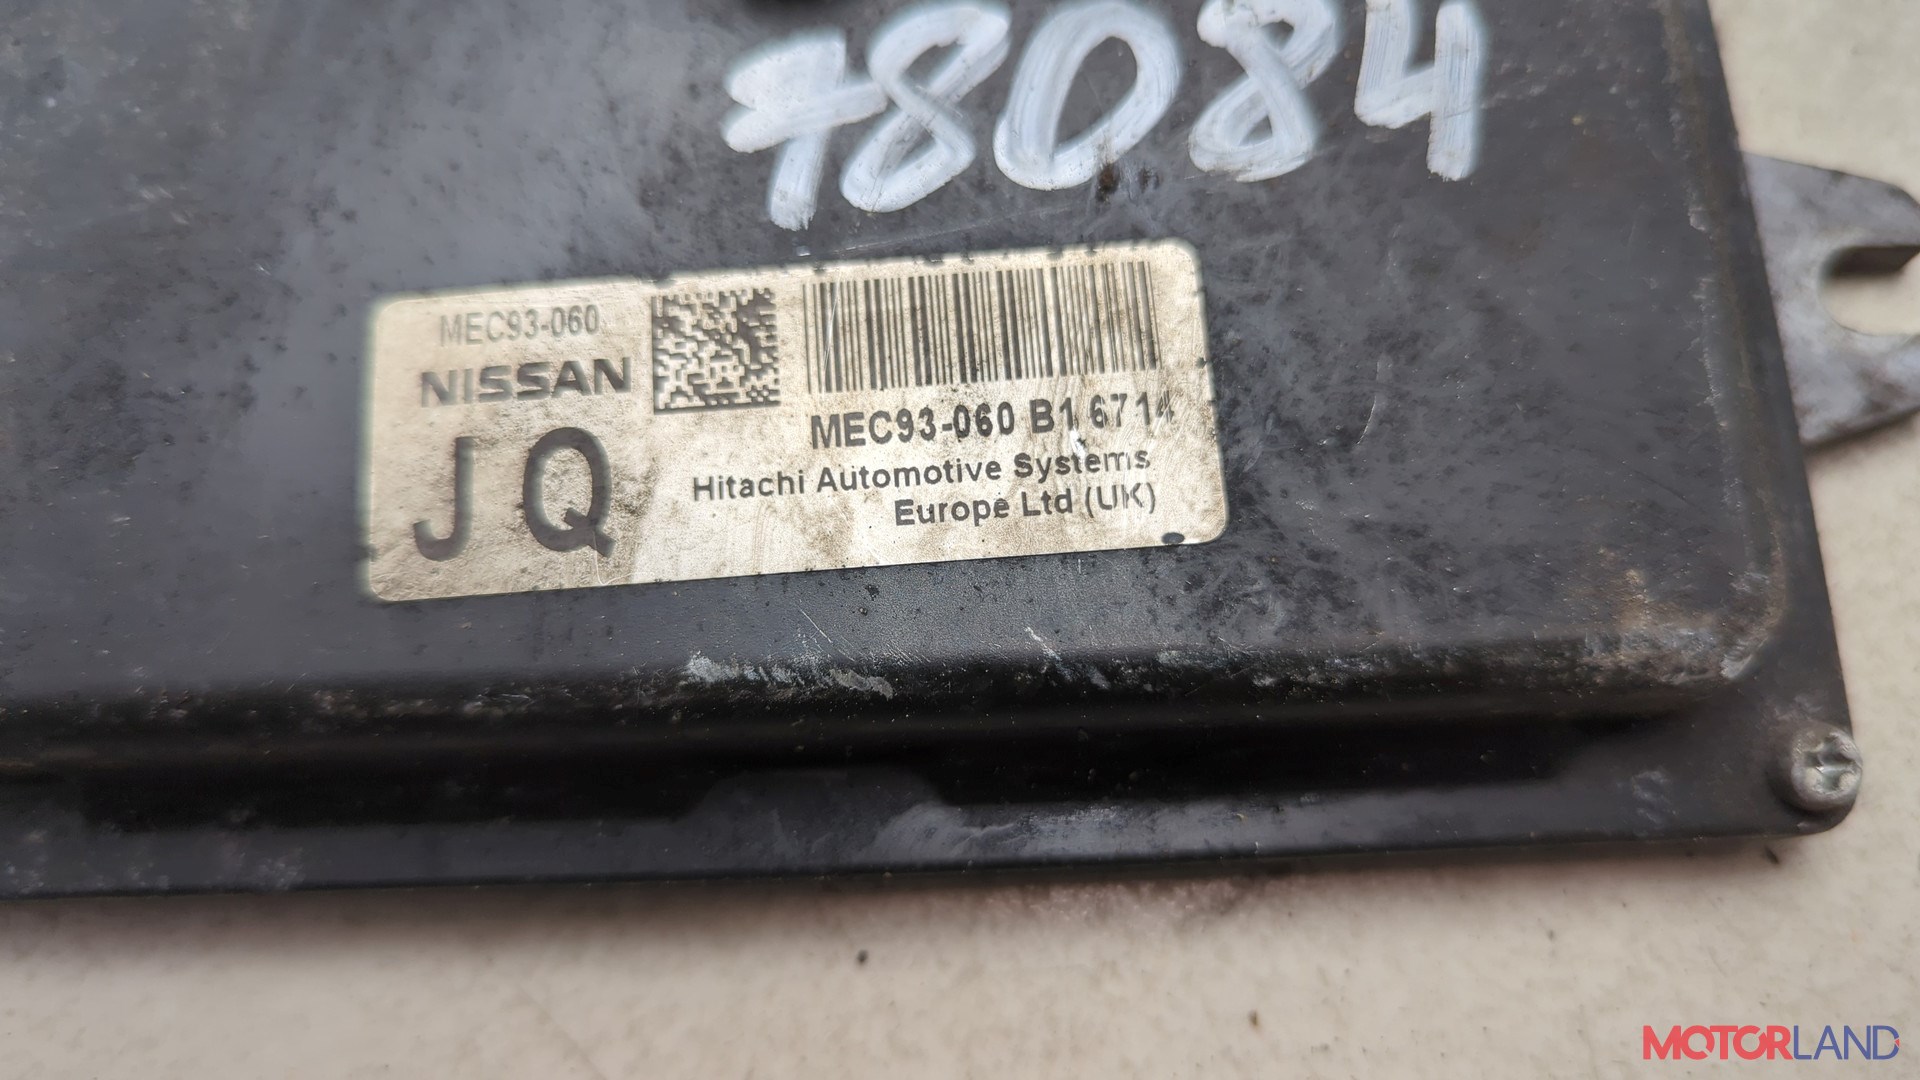 78084
MEC93-060
NISSAN
JQ
MEC93-060 B1 6714
Hitachi Automotive Systems
Europe Ltd (UK)
MOTORLAND